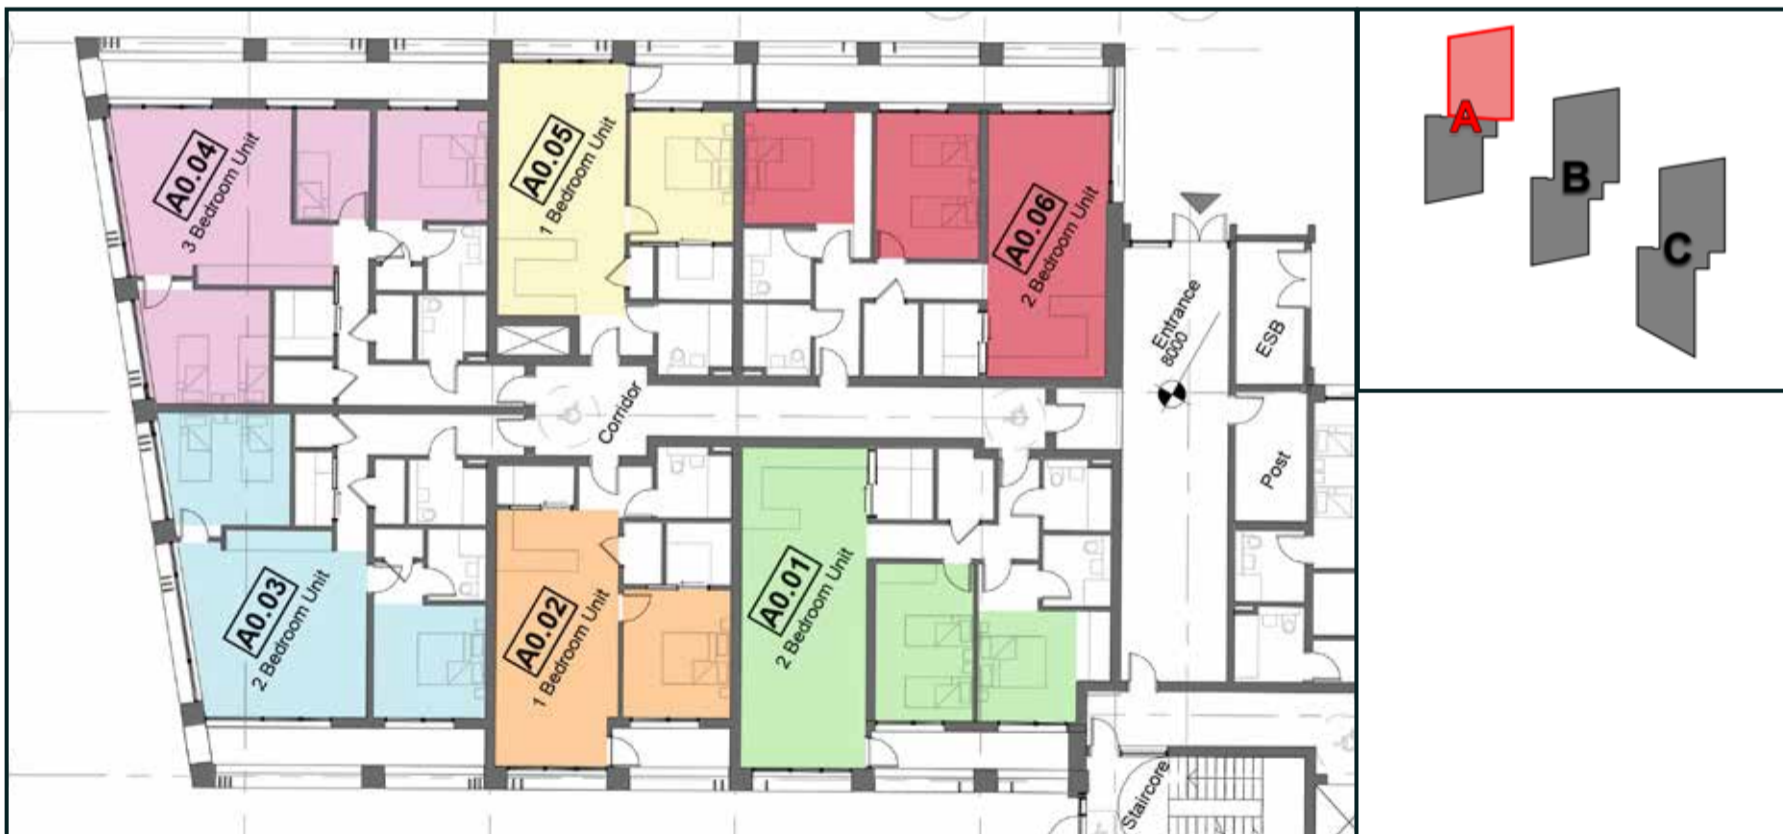 A0.04
3 Bedroom Unit
A0.05
1 Bedroom Unit
A0.06
2 Bedroom Unit
Entrance
8000
ESB
Corridor
Post
A0.03
2 Bedroom Unit
A0.02
1 Bedroom Unit
A0.01
2 Bedroom Unit
Staircore
A
B
C